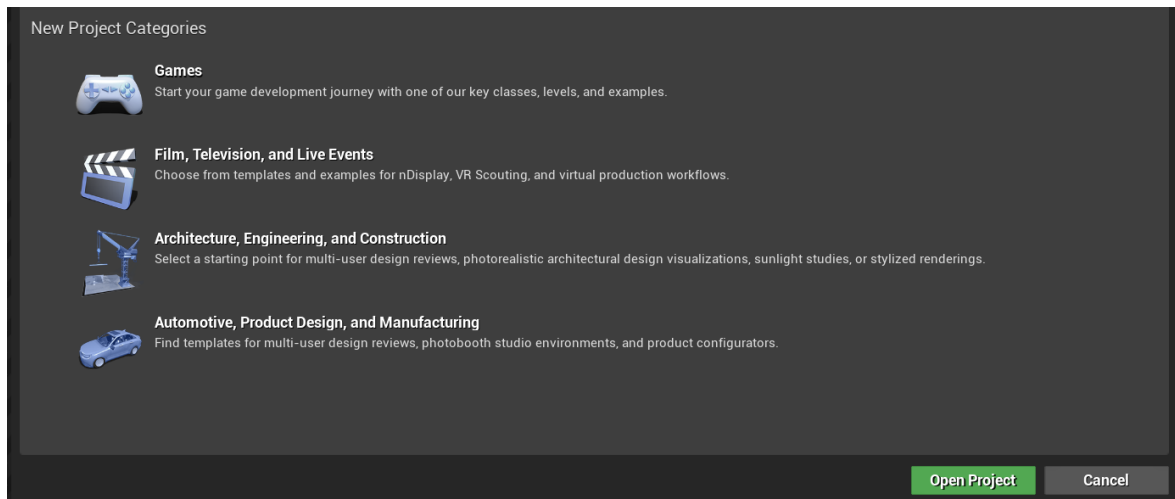 New Project Categories
Games
Start your game development journey with one of our key classes, levels, and examples.
Film, Television, and Live Events
Choose from templates and examples for nDisplay, VR Scouting, and virtual production workflows.
Architecture, Engineering, and Construction
Select a starting point for multi-user design reviews, photorealistic architectural design visualizations, sunlight studies, or stylized renderings.
Automotive, Product Design, and Manufacturing
Find templates for multi-user design reviews, photobooth studio environments, and product configurators.
Open Project Cancel